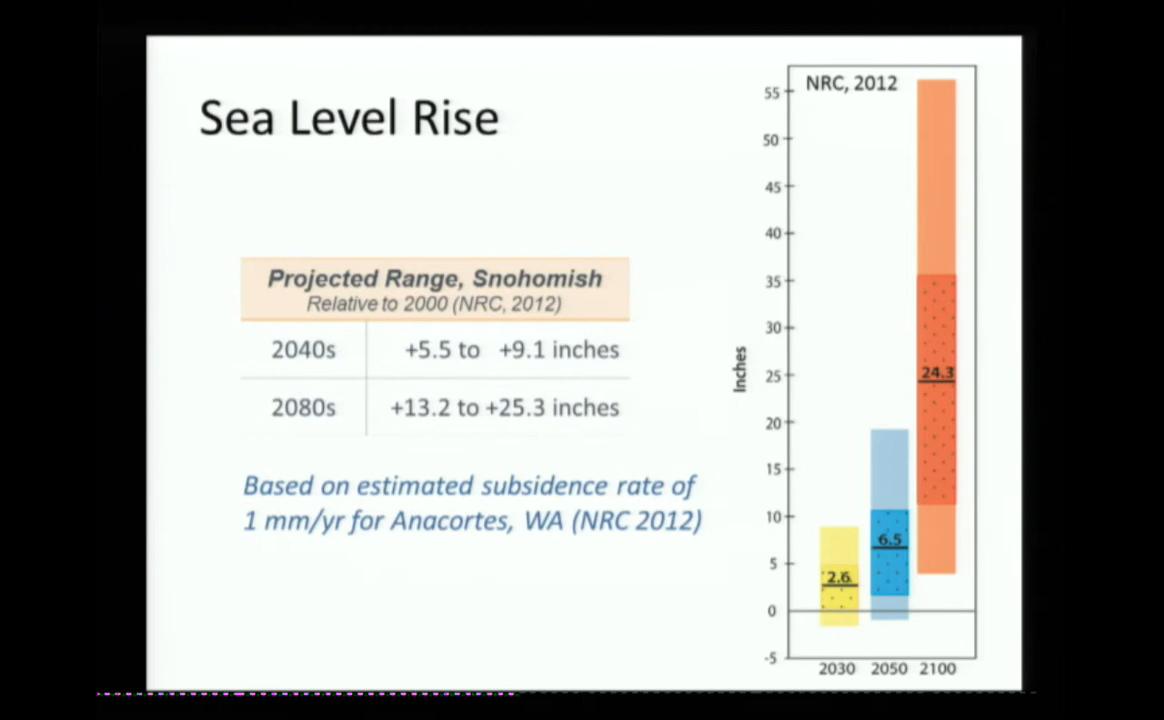 Sea Level Rise
Projected Range, Snohomish
Relative to 2000 (NRC, 2012)
2040s +5.5 to +9.1 inches
2080s +13.2 to +25.3 inches
Based on estimated subsidence rate of
1 mm/yr for Anacortes, WA (NRC 2012)
NRC, 2012
Inches
55
50
45
40
35
30
25
20
15
10
5
0
-5
24.3
6.5
2.6
2030 2050 2100